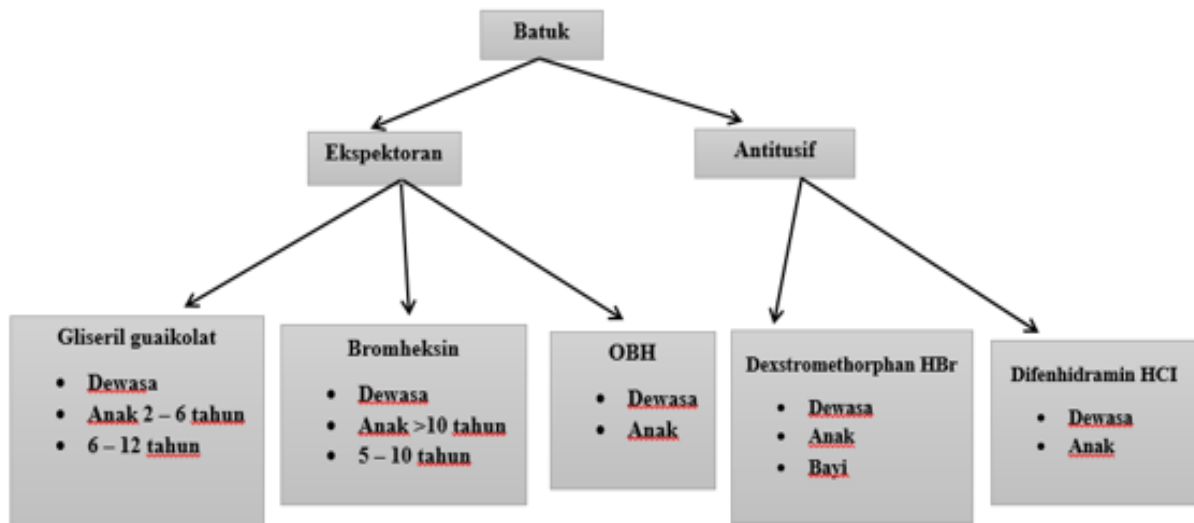 Batuk
Ekspektoran
Antitusif
Gliseril guaikolat
• Dewasa
• Anak 2 – 6 tahun
• 6 – 12 tahun
Bromheksin
• Dewasa
• Anak >10 tahun
• 5 – 10 tahun
OBH
• Dewasa
• Anak
Dexstromethorphan HBr
• Dewasa
• Anak
• Bayi
Difenhidramin HCI
• Dewasa
• Anak